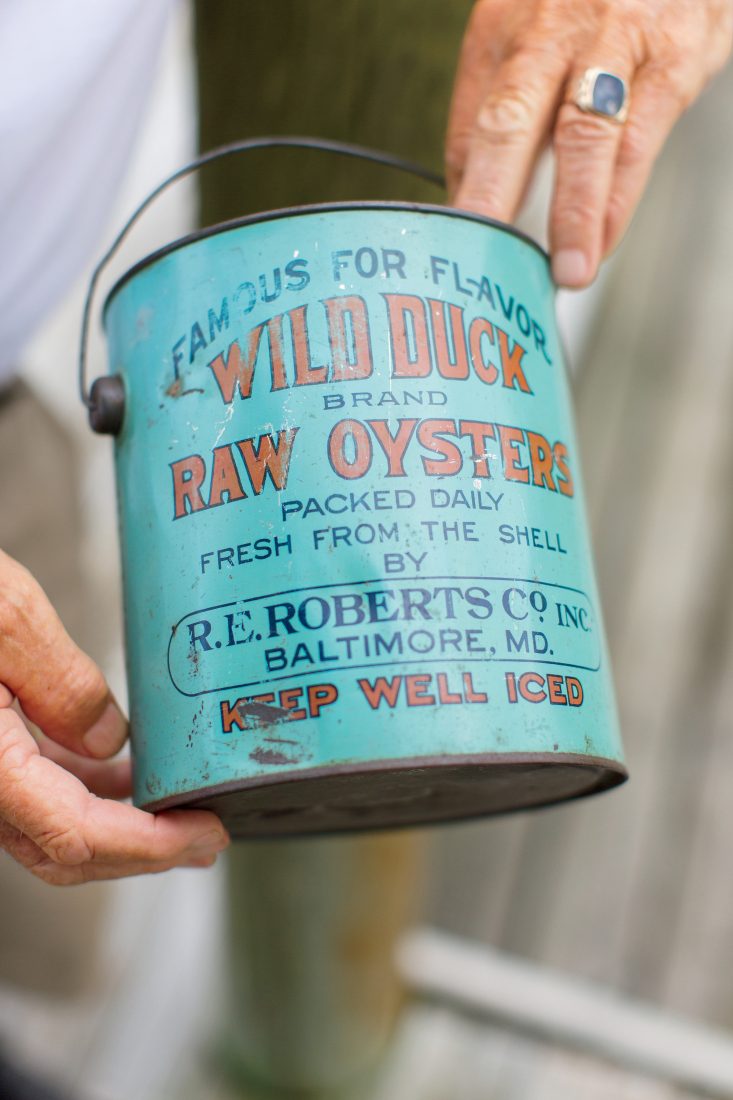 FAMOUS FOR FLAVOR
WILD DUCK
BRAND
RAW OYSTERS
PACKED DAILY
FRESH FROM THE SHELL
BY
R.E. ROBERTS CO. INC.
BALTIMORE, MD.
KEEP WELL ICED